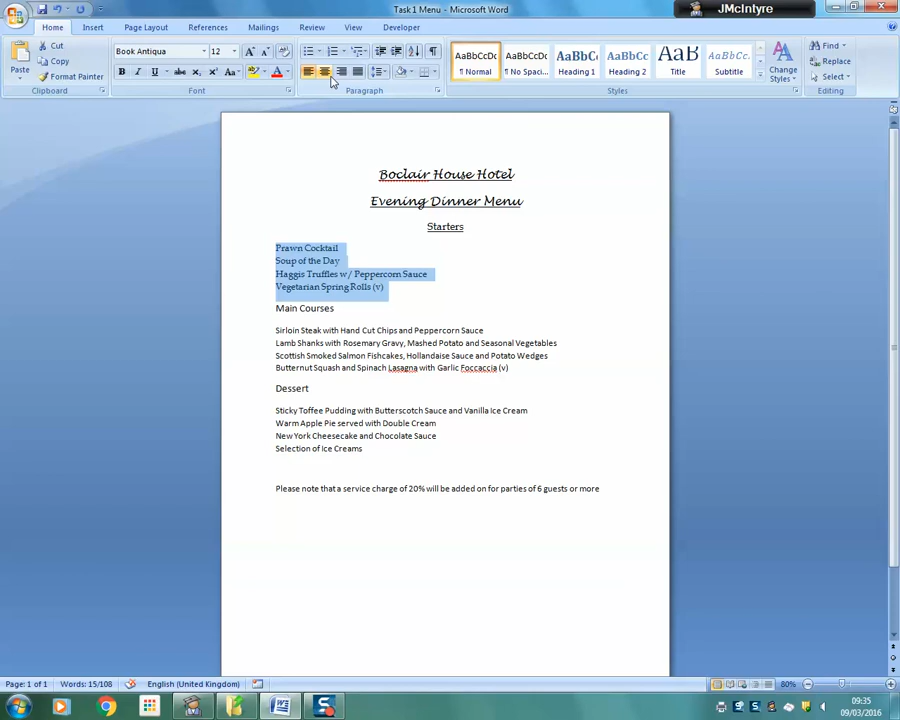 Task1 Menu - Microsoft Word
JMcIntyre
Home Insert Page Layout References Mailings Review View Developer
Paste
Cut
Copy
Format Painter
Clipboard
Book Antiqua 12
B I U abc x₂ x² Aa
Font
Paragraph
AaBbCcDc AaBbCcDc AaBbC AaBbCc AaB AaBbCc.
¶ Normal ¶ No Spaci... Heading 1 Heading 2 Title Subtitle
Change Styles
Styles
Find
Replace
Select
Editing
Boclair House Hotel
Evening Dinner Menu
Starters
Prawn Cocktail
Soup of the Day
Haggis Truffles w/ Peppercorn Sauce
Vegetarian Spring Rolls (v)
Main Courses
Sirloin Steak with Hand Cut Chips and Peppercorn Sauce
Lamb Shanks with Rosemary Gravy, Mashed Potato and Seasonal Vegetables
Scottish Smoked Salmon Fishcakes, Hollandaise Sauce and Potato Wedges
Butternut Squash and Spinach Lasagna with Garlic Foccaccia (v)
Dessert
Sticky Toffee Pudding with Butterscotch Sauce and Vanilla Ice Cream
Warm Apple Pie served with Double Cream
New York Cheesecake and Chocolate Sauce
Selection of Ice Creams
Please note that a service charge of 20% will be added on for parties of 6 guests or more
Page: 1 of 1 Words: 15/108 English (United Kingdom) 80%
09:35
09/03/2016